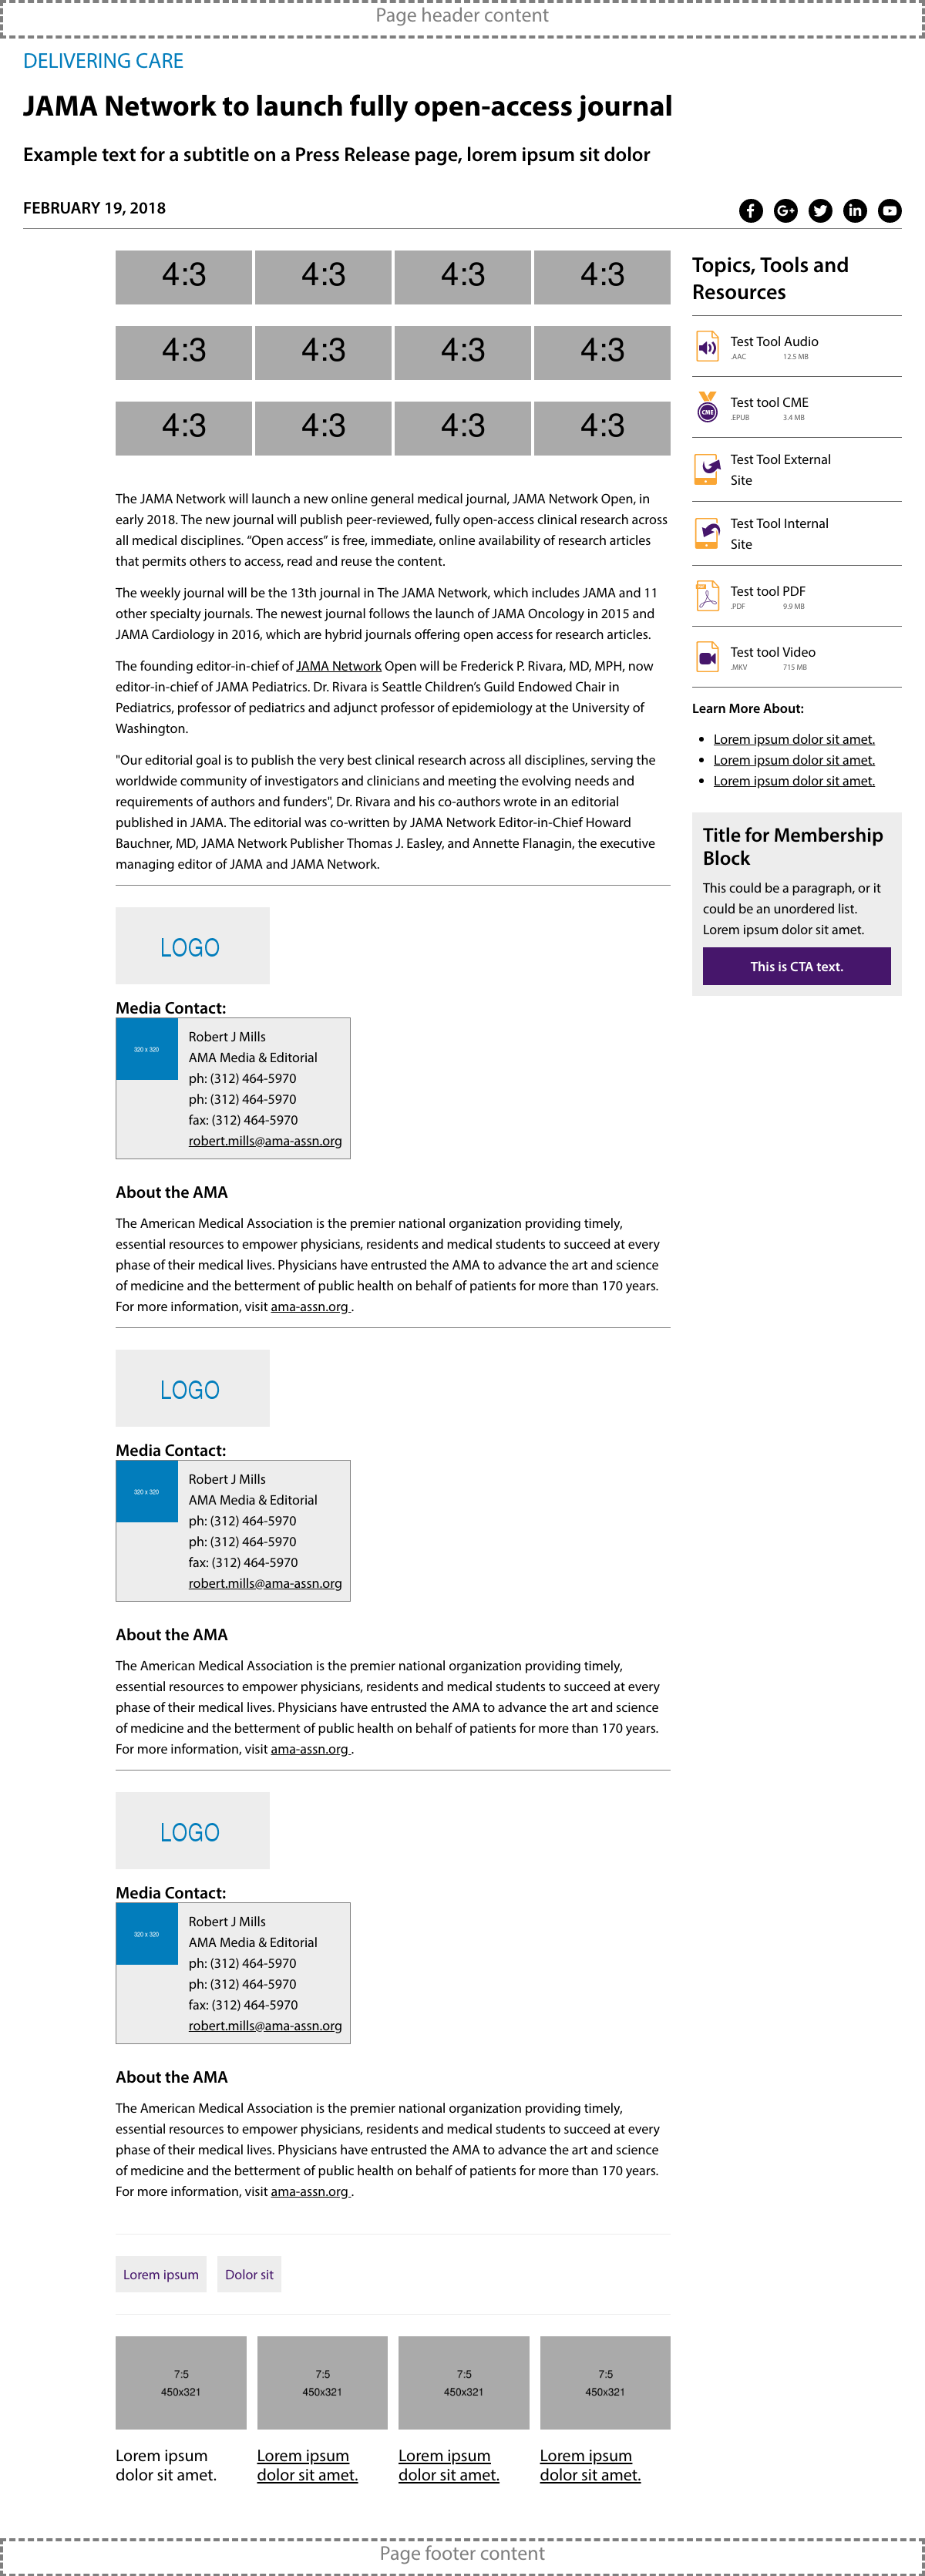 Page header content
DELIVERING CARE
JAMA Network to launch fully open-access journal
Example text for a subtitle on a Press Release page, lorem ipsum sit dolor
FEBRUARY 19, 2018
4:3 4:3 4:3 4:3
4:3 4:3 4:3 4:3
4:3 4:3 4:3 4:3
The JAMA Network will launch a new online general medical journal, JAMA Network Open, in
early 2018. The new journal will publish peer-reviewed, fully open-access clinical research across
all medical disciplines. “Open access” is free, immediate, online availability of research articles
that permits others to access, read and reuse the content.
The weekly journal will be the 13th journal in The JAMA Network, which includes JAMA and 11
other specialty journals. The newest journal follows the launch of JAMA Oncology in 2015 and
JAMA Cardiology in 2016, which are hybrid journals offering open access for research articles.
The founding editor-in-chief of JAMA Network Open will be Frederick P. Rivara, MD, MPH, now
editor-in-chief of JAMA Pediatrics. Dr. Rivara is Seattle Children’s Guild Endowed Chair in
Pediatrics, professor of pediatrics and adjunct professor of epidemiology at the University of
Washington.
"Our editorial goal is to publish the very best clinical research across all disciplines, serving the
worldwide community of investigators and clinicians and meeting the evolving needs and
requirements of authors and funders", Dr. Rivara and his co-authors wrote in an editorial
published in JAMA. The editorial was co-written by JAMA Network Editor-in-Chief Howard
Bauchner, MD, JAMA Network Publisher Thomas J. Easley, and Annette Flanagin, the executive
managing editor of JAMA and JAMA Network.
LOGO
Media Contact:
320 x 320
Robert J Mills
AMA Media & Editorial
ph: (312) 464-5970
ph: (312) 464-5970
fax: (312) 464-5970
robert.mills@ama-assn.org
About the AMA
The American Medical Association is the premier national organization providing timely,
essential resources to empower physicians, residents and medical students to succeed at every
phase of their medical lives. Physicians have entrusted the AMA to advance the art and science
of medicine and the betterment of public health on behalf of patients for more than 170 years.
For more information, visit ama-assn.org .
LOGO
Media Contact:
320 x 320
Robert J Mills
AMA Media & Editorial
ph: (312) 464-5970
ph: (312) 464-5970
fax: (312) 464-5970
robert.mills@ama-assn.org
About the AMA
The American Medical Association is the premier national organization providing timely,
essential resources to empower physicians, residents and medical students to succeed at every
phase of their medical lives. Physicians have entrusted the AMA to advance the art and science
of medicine and the betterment of public health on behalf of patients for more than 170 years.
For more information, visit ama-assn.org .
LOGO
Media Contact:
320 x 320
Robert J Mills
AMA Media & Editorial
ph: (312) 464-5970
ph: (312) 464-5970
fax: (312) 464-5970
robert.mills@ama-assn.org
About the AMA
The American Medical Association is the premier national organization providing timely,
essential resources to empower physicians, residents and medical students to succeed at every
phase of their medical lives. Physicians have entrusted the AMA to advance the art and science
of medicine and the betterment of public health on behalf of patients for more than 170 years.
For more information, visit ama-assn.org .
Lorem ipsum Dolor sit
7:5 7:5 7:5 7:5
450x321 450x321 450x321 450x321
Lorem ipsum Lorem ipsum Lorem ipsum Lorem ipsum
dolor sit amet. dolor sit amet. dolor sit amet. dolor sit amet.
Topics, Tools and
Resources
Test Tool Audio
.AAC 12.5 MB
CME
Test tool CME
.EPUB 3.4 MB
Test Tool External
Site
Test Tool Internal
Site
Test tool PDF
.PDF 9.9 MB
Test tool Video
.MKV 715 MB
Learn More About:
Lorem ipsum dolor sit amet.
Lorem ipsum dolor sit amet.
Lorem ipsum dolor sit amet.
Title for Membership
Block
This could be a paragraph, or it
could be an unordered list.
Lorem ipsum dolor sit amet.
This is CTA text.
Page footer content